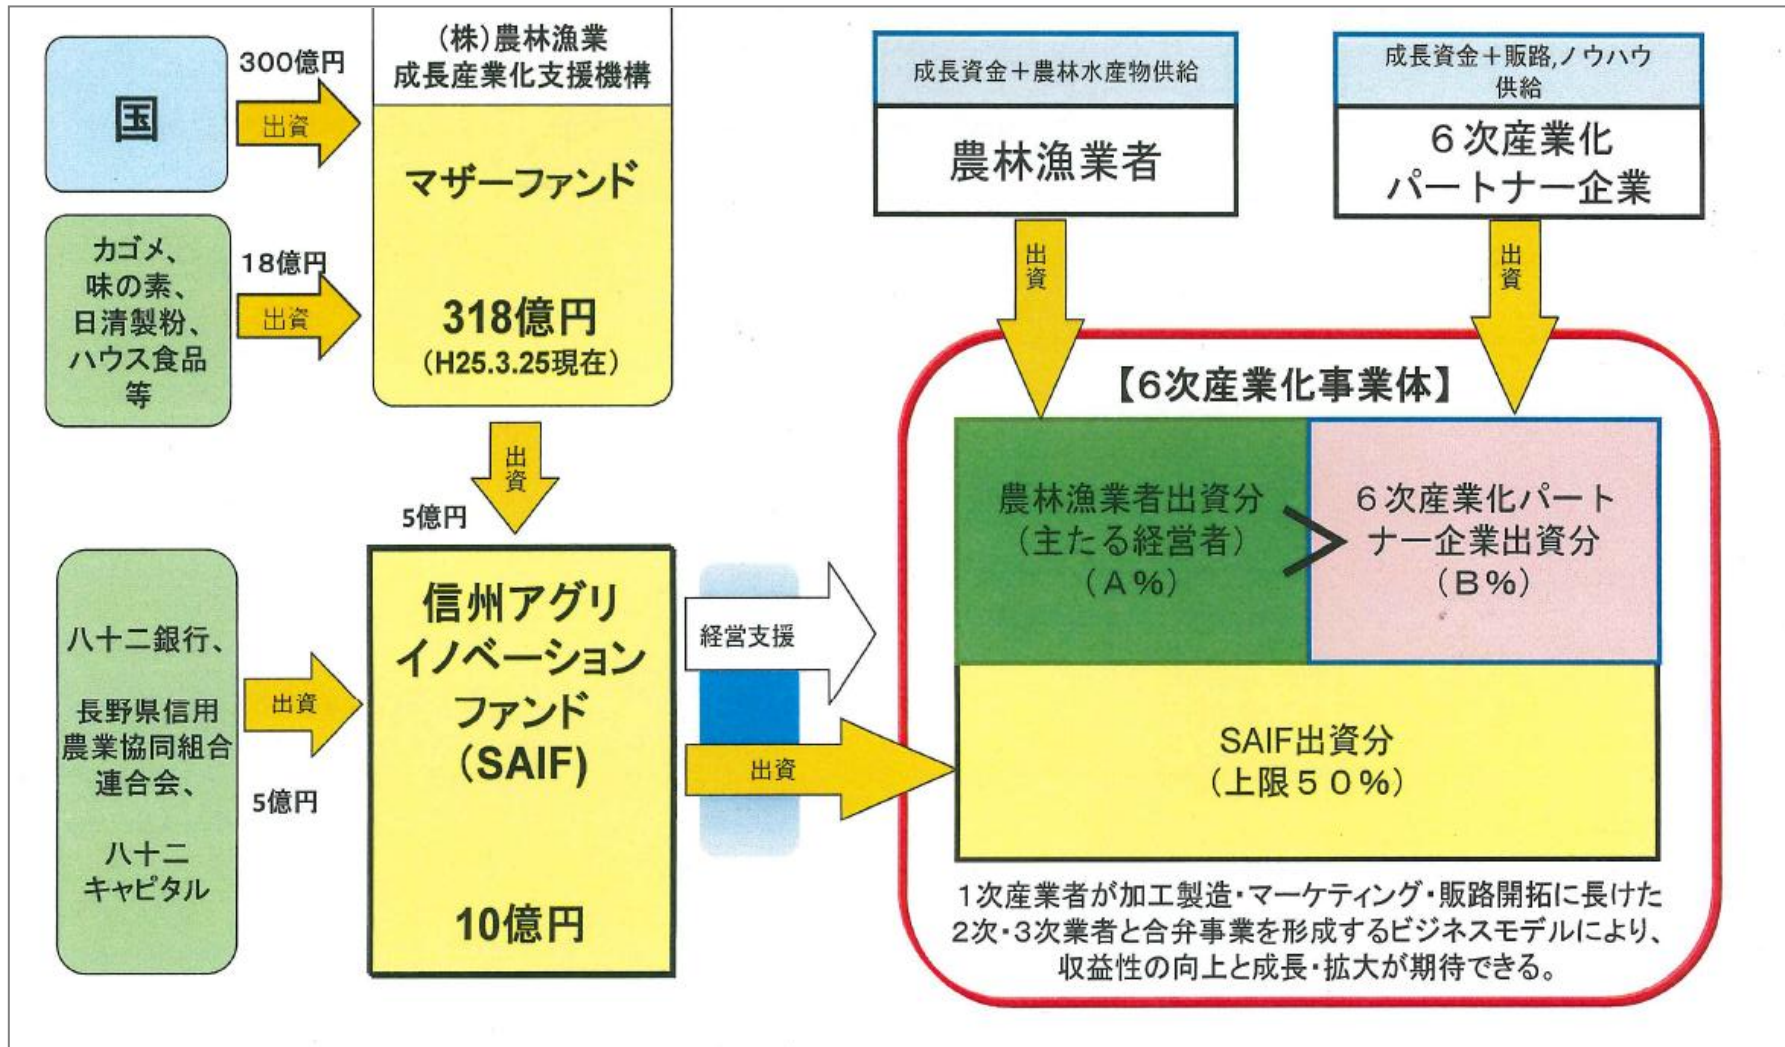 国
300億円
出資
(株)農林漁業
成長産業化支援機構
マザーファンド
318億円
(H25.3.25現在)
カゴメ、
味の素、
日清製粉、
ハウス食品
等
18億円
出資
出資
5億円
八十二銀行、
長野県信用
農業協同組合
連合会、
八十二
キャピタル
出資
5億円
信州アグリ
イノベーション
ファンド
(SAIF)
10億円
経営支援
出資
成長資金+農林水産物供給
農林漁業者
出資
成長資金+販路,ノウハウ
供給
6次産業化
パートナー企業
出資
【6次産業化事業体】
農林漁業者出資分
(主たる経営者)
(A%)
>
6次産業化パート
ナー企業出資分
(B%)
SAIF出資分
(上限50%)
1次産業者が加工製造・マーケティング・販路開拓に長けた
2次・3次業者と合弁事業を形成するビジネスモデルにより、
収益性の向上と成長・拡大が期待できる。